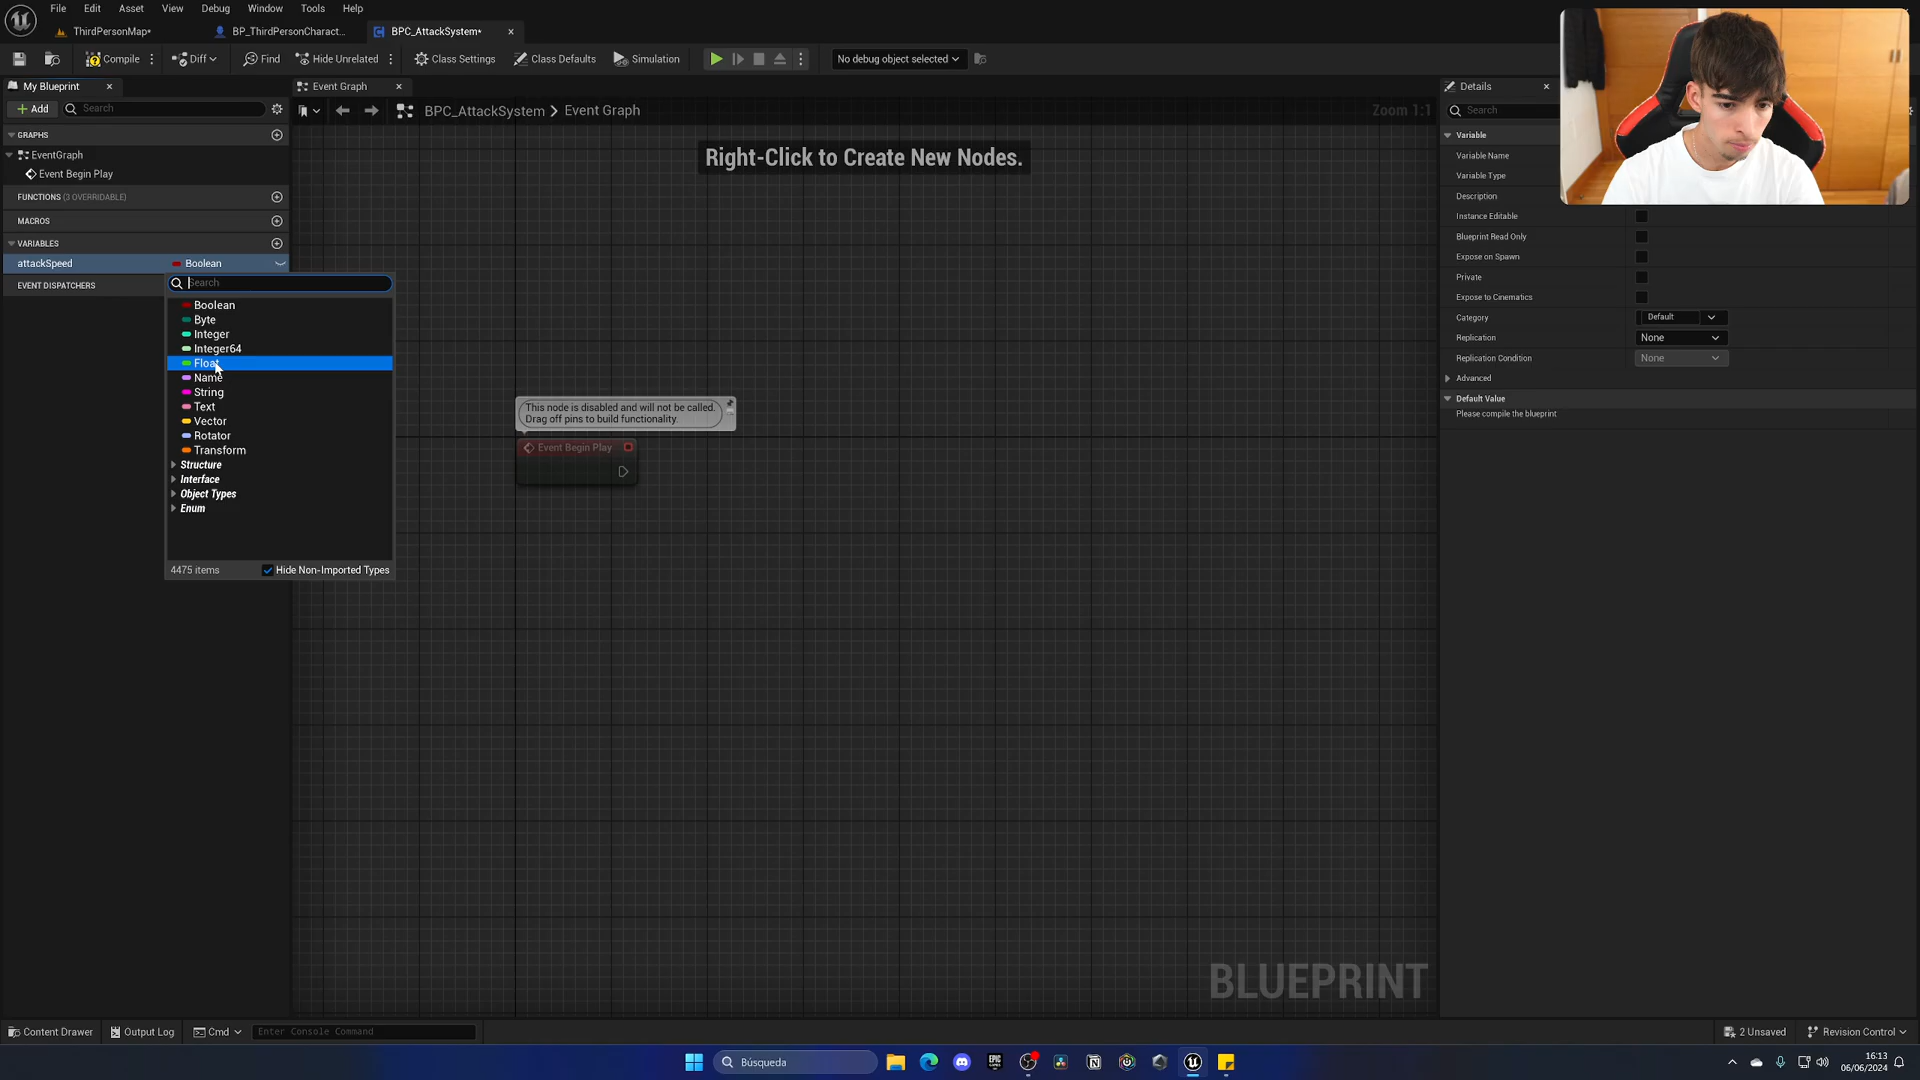 File Edit Asset View Debug Window Tools Help
ThirdPersonMap* BP_ThirdPersonCharact... BPC_AttackSystem*
Compile Diff Find Hide Unrelated Class Settings Class Defaults Simulation No debug object selected
My Blueprint Event Graph Details
Add Search BPC_AttackSystem > Event Graph Zoom 1:1 Search
Right-Click to Create New Nodes.
GRAPHS
EventGraph
Event Begin Play
FUNCTIONS (3 OVERRIDABLE)
MACROS
VARIABLES
attackSpeed Boolean
EVENT DISPATCHERS
Search
Boolean
Byte
Integer
Integer64
Float
Name
String
Text
Vector
Rotator
Transform
Structure
Interface
Object Types
Enum
4475 items Hide Non-Imported Types
This node is disabled and will not be called.
Drag off pins to build functionality.
Event Begin Play
Variable
Variable Name
Variable Type
Description
Instance Editable
Blueprint Read Only
Expose on Spawn
Private
Expose to Cinematics
Category Default
Replication None
Replication Condition None
Advanced
Default Value
Please compile the blueprint
BLUEPRINT
Content Drawer Output Log Cmd Enter Console Command 2 Unsaved Revision Control
Búsqueda
EPIC
16:13
06/06/2024